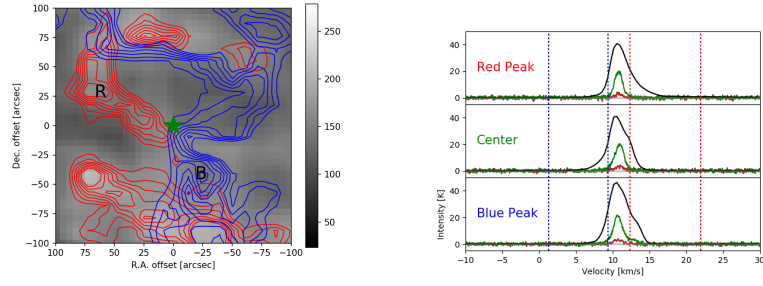 100
75
50
25
0
−25
−50
−75
−100
Dec. offset [arcsec]
R
B
100 75 50 25 0 −25 −50 −75 −100
R.A. offset [arcsec]
250
200
150
100
50
40
20
0
Red Peak
40
20
0
Center
40
20
0
Blue Peak
Intensity [K]
−10 −5 0 5 10 15 20 25 30
Velocity [km/s]